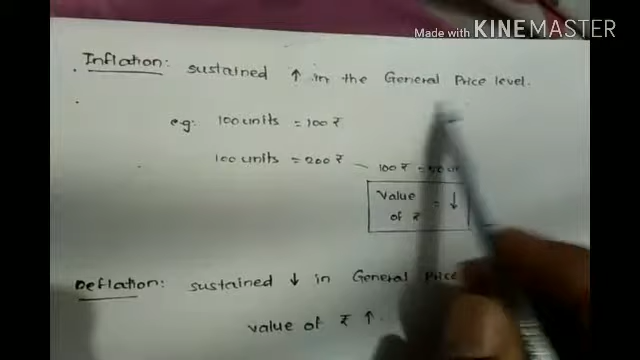 Made with KINEMASTER
Inflation: sustained ↑ in the General Price level.
e.g: 100 units = 100 ₹
100 units = 200 ₹ — 100 ₹ =
Value of ₹ = ↓
Deflation: sustained ↓ in General Price
value of ₹ ↑.